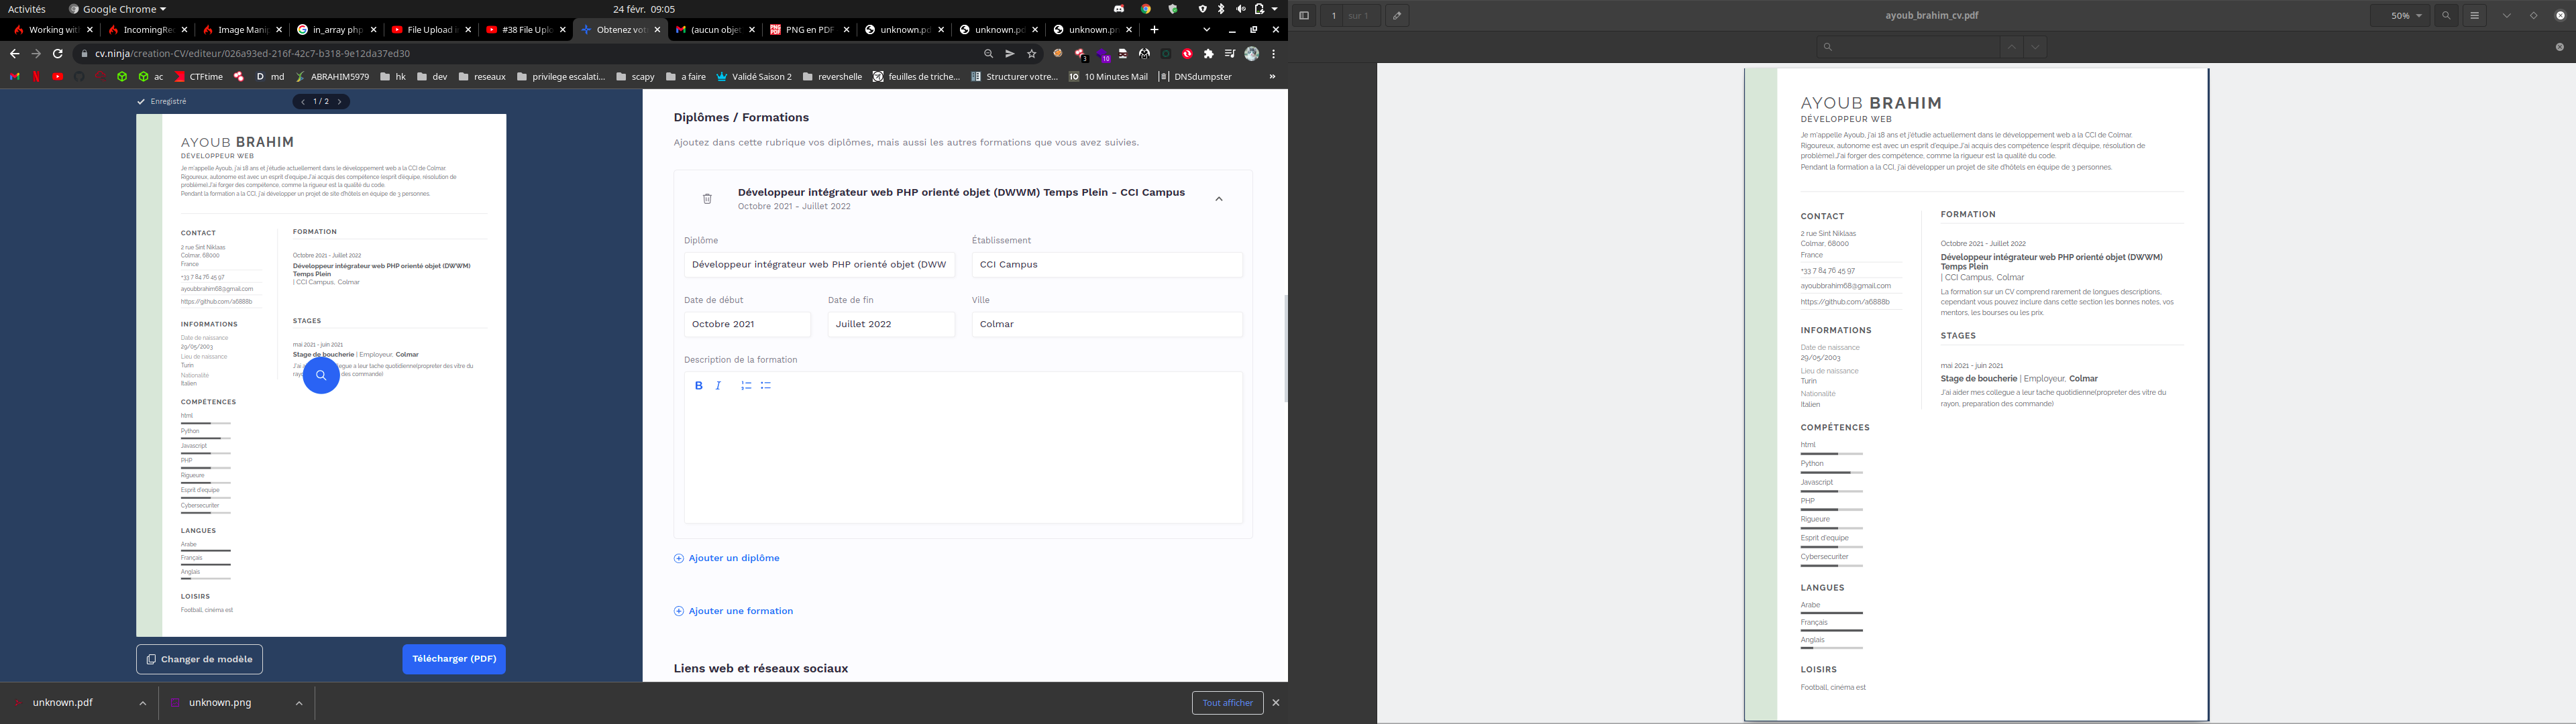 Activités
Google Chrome
24 févr. 09:05
Working wit
IncomingRec
Image Manip
in_array php
File Upload i
#38 File Uplo
Obtenez vot
(aucun objet
PNG en PDF
unknown.pd
unknown.pd
unknown.pr
cv.ninja/creation-CV/editeur/026a93ed-216f-42c7-b318-9e12da37ed30
3
10
ac
CTFtime
md
ABRAHIM5979
hk
dev
reseaux
privilege escalati...
scapy
a faire
Validé Saison 2
revershelle
feuilles de triche...
Structurer votre...
10 Minutes Mail
DNSdumpster
Enregistré
1 / 2
AYOUB BRAHIM
DÉVELOPPEUR WEB
Je m'appelle Ayoub, j'ai 18 ans et j'étudie actuellement dans le développement web a la CCI de Colmar.
Rigoureux, autonome est avec un esprit d'equipe.J'ai acquis des compétence (esprit d'équipe, résolution de
problème).J'ai forger des compétence, comme la rigueur est la qualité du code.
Pendant la formation a la CCI, j'ai développer un projet de site d'hôtels en équipe de 3 personnes.
CONTACT
2 rue Sint Niklaas
Colmar, 68000
France
+33 7 84 76 45 97
ayoubbrahim68@gmail.com
https://github.com/a6888b
INFORMATIONS
Date de naissance
29/05/2003
Lieu de naissance
Turin
Nationalité
Italien
COMPÉTENCES
html
Python
Javascript
PHP
Rigueure
Esprit d'equipe
Cybersecuriter
LANGUES
Arabe
Français
Anglais
LOISIRS
Football, cinéma est
FORMATION
Octobre 2021 - Juillet 2022
Développeur intégrateur web PHP orienté objet (DWWM)
Temps Plein
| CCI Campus, Colmar
STAGES
mai 2021 - juin 2021
Stage de boucherie | Employeur, Colmar
J'ai a llegue a leur tache quotidienne(propreter des vitre du
rayo des commande)
Changer de modèle
Télécharger (PDF)
Diplômes / Formations
Ajoutez dans cette rubrique vos diplômes, mais aussi les autres formations que vous avez suivies.
Développeur intégrateur web PHP orienté objet (DWWM) Temps Plein - CCI Campus
Octobre 2021 - Juillet 2022
Diplôme
Établissement
Développeur intégrateur web PHP orienté objet (DWW
CCI Campus
Date de début
Date de fin
Ville
Octobre 2021
Juillet 2022
Colmar
Description de la formation
B I
Ajouter un diplôme
Ajouter une formation
Liens web et réseaux sociaux
unknown.pdf
unknown.png
Tout afficher
1 sur 1
ayoub_brahim_cv.pdf
50%
AYOUB BRAHIM
DÉVELOPPEUR WEB
Je m'appelle Ayoub, j'ai 18 ans et j'étudie actuellement dans le développement web a la CCI de Colmar.
Rigoureux, autonome est avec un esprit d'equipe.J'ai acquis des compétence (esprit d'équipe, résolution de
problème).J'ai forger des compétence, comme la rigueur est la qualité du code.
Pendant la formation a la CCI, j'ai développer un projet de site d'hôtels en équipe de 3 personnes.
CONTACT
2 rue Sint Niklaas
Colmar, 68000
France
+33 7 84 76 45 97
ayoubbrahim68@gmail.com
https://github.com/a6888b
INFORMATIONS
Date de naissance
29/05/2003
Lieu de naissance
Turin
Nationalité
Italien
COMPÉTENCES
html
Python
Javascript
PHP
Rigueure
Esprit d'equipe
Cybersecuriter
LANGUES
Arabe
Français
Anglais
LOISIRS
Football, cinéma est
FORMATION
Octobre 2021 - Juillet 2022
Développeur intégrateur web PHP orienté objet (DWWM)
Temps Plein
| CCI Campus, Colmar
La formation sur un CV comprend rarement de longues descriptions,
cependant vous pouvez inclure dans cette section les bonnes notes, vos
mentors, les bourses ou les prix.
STAGES
mai 2021 - juin 2021
Stage de boucherie | Employeur, Colmar
J'ai aider mes collegue a leur tache quotidienne(propreter des vitre du
rayon, preparation des commande)